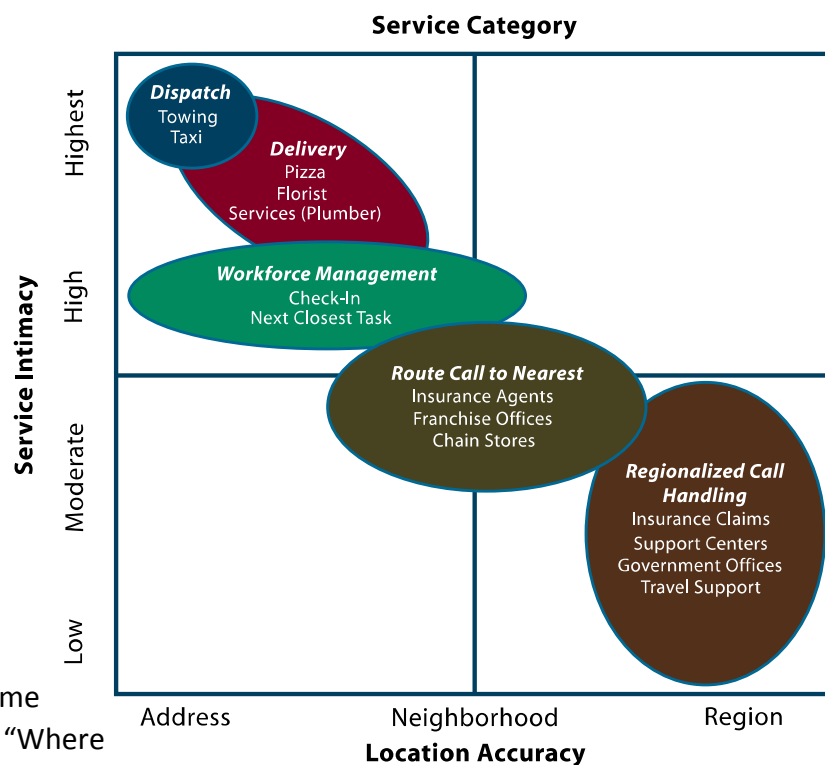 Service Category
Highest
High
Moderate
Low
Service Intimacy
Dispatch
Towing
Taxi
Delivery
Pizza
Florist
Services (Plumber)
Workforce Management
Check-In
Next Closest Task
Route Call to Nearest
Insurance Agents
Franchise Offices
Chain Stores
Regionalized Call
Handling
Insurance Claims
Support Centers
Government Offices
Travel Support
me
“Where
Address
Neighborhood
Region
Location Accuracy